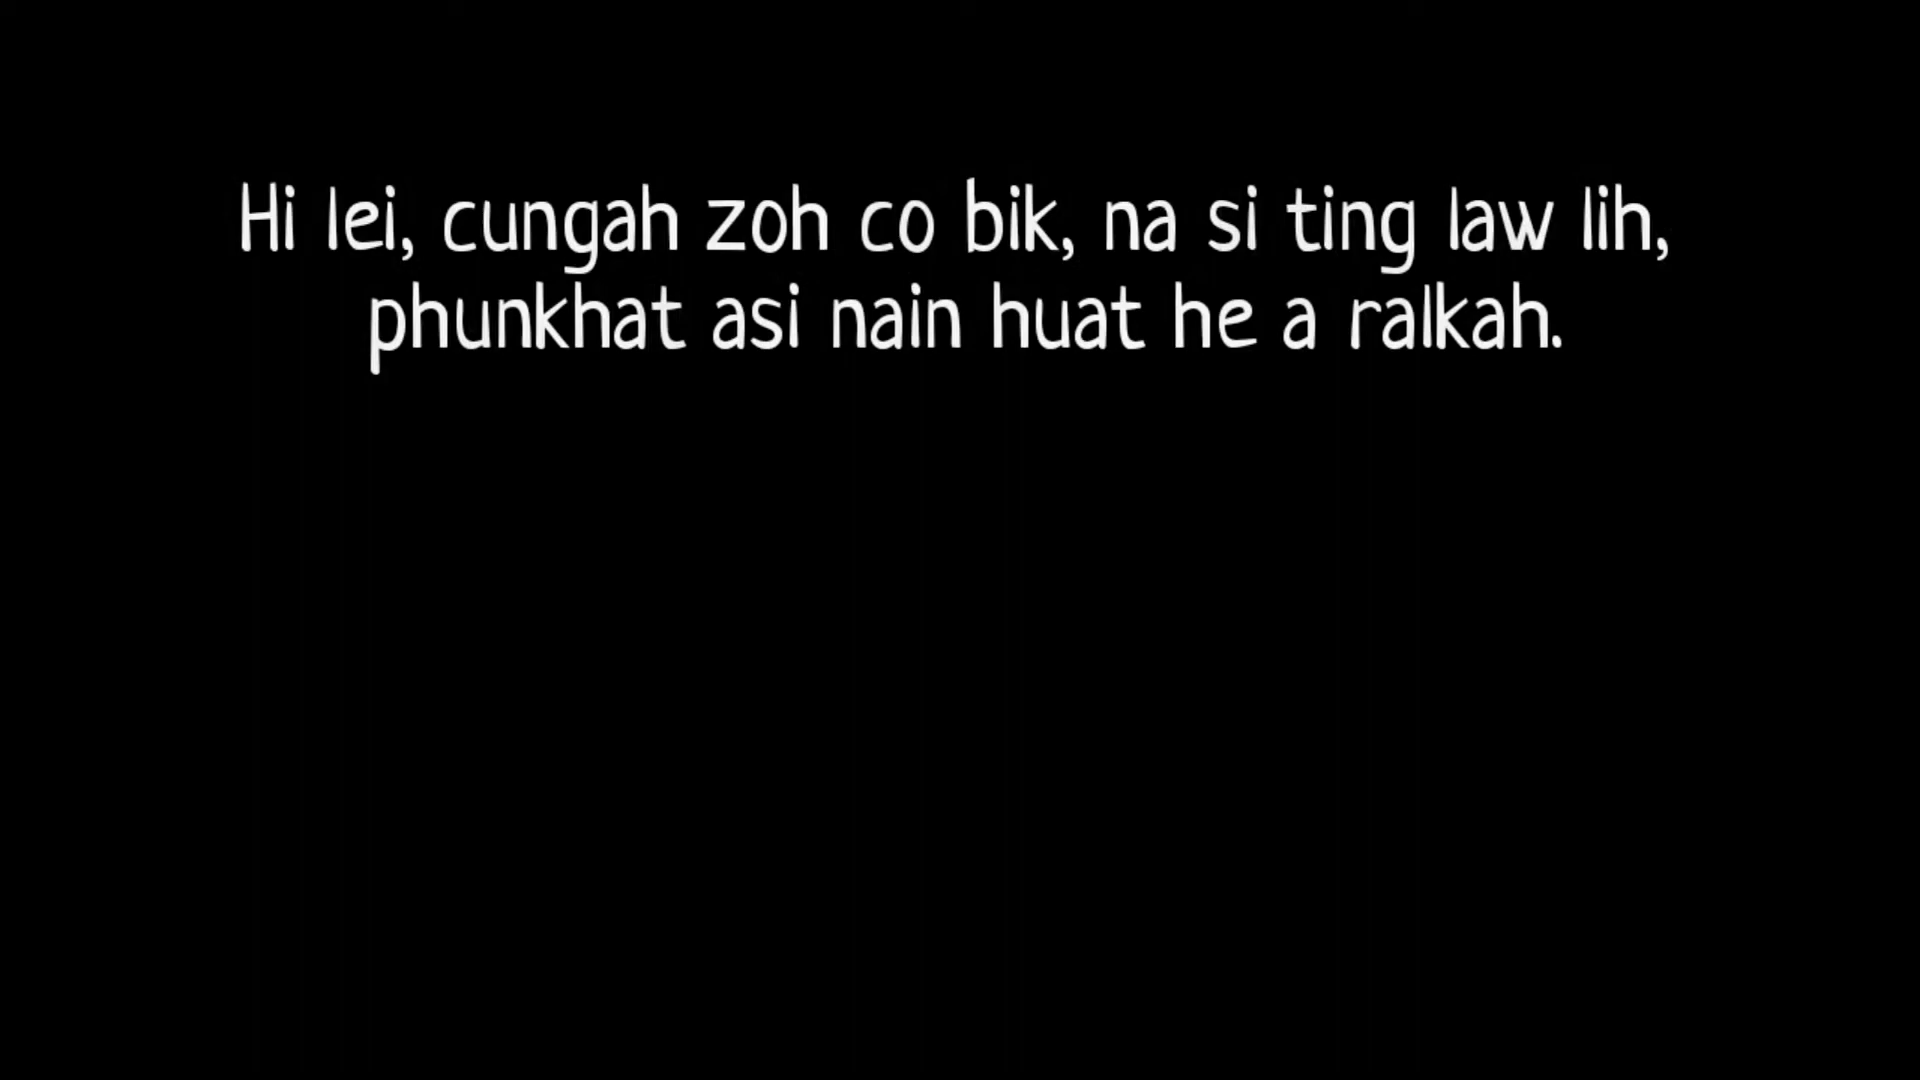 Hi lei, cungah zoh co bik, na si ting law lih,
phunkhat asi nain huat he a ralkah.